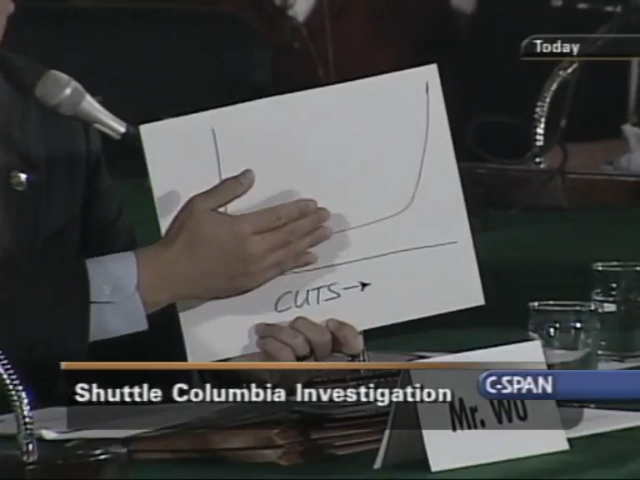 Today
CUTS→
Shuttle Columbia Investigation
C-SPAN
Mr. Wu